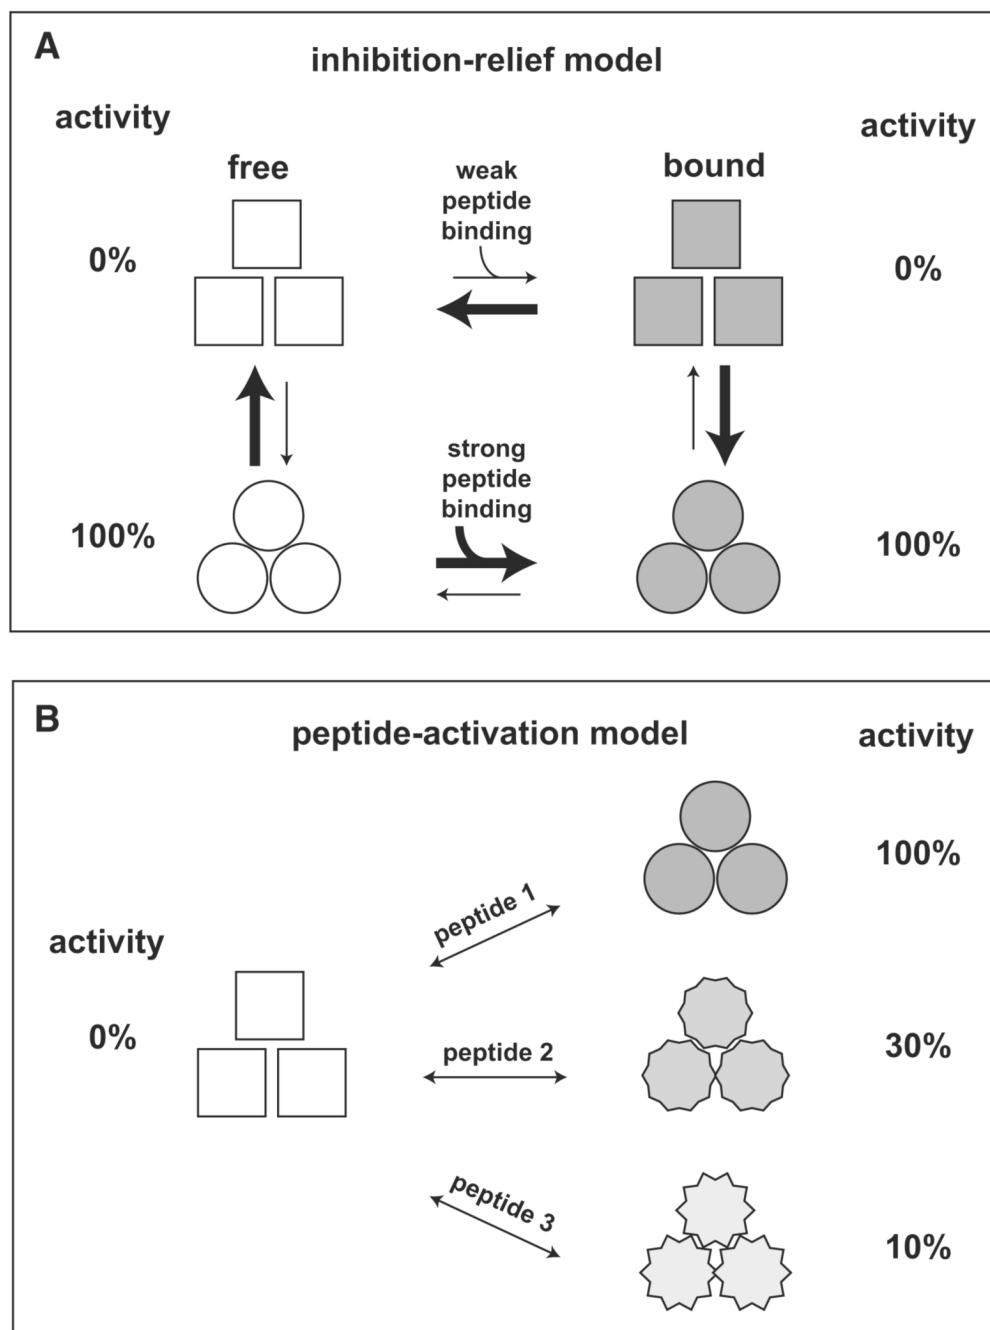 A
inhibition-relief model
activity
activity
free
weak
peptide
binding
bound
0%
0%
strong
peptide
binding
100%
100%
B
peptide-activation model
activity
100%
peptide 1
activity
0%
peptide 2
30%
peptide 3
10%